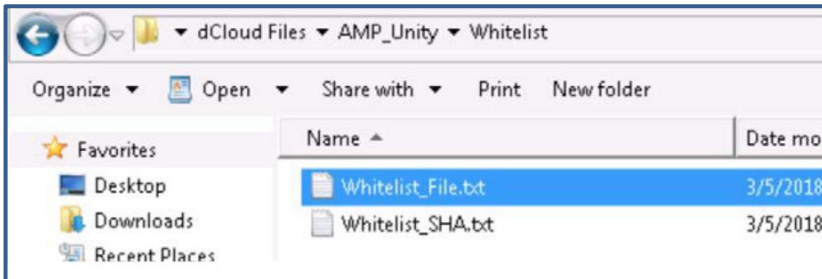 dCloud Files ▾ AMP_Unity ▾ Whitelist
Organize ▾ Open ▾ Share with ▾ Print New folder
Favorites
Desktop
Downloads
Recent Places
Name Date mo
Whitelist_File.txt 3/5/2018
Whitelist_SHA.txt 3/5/2018